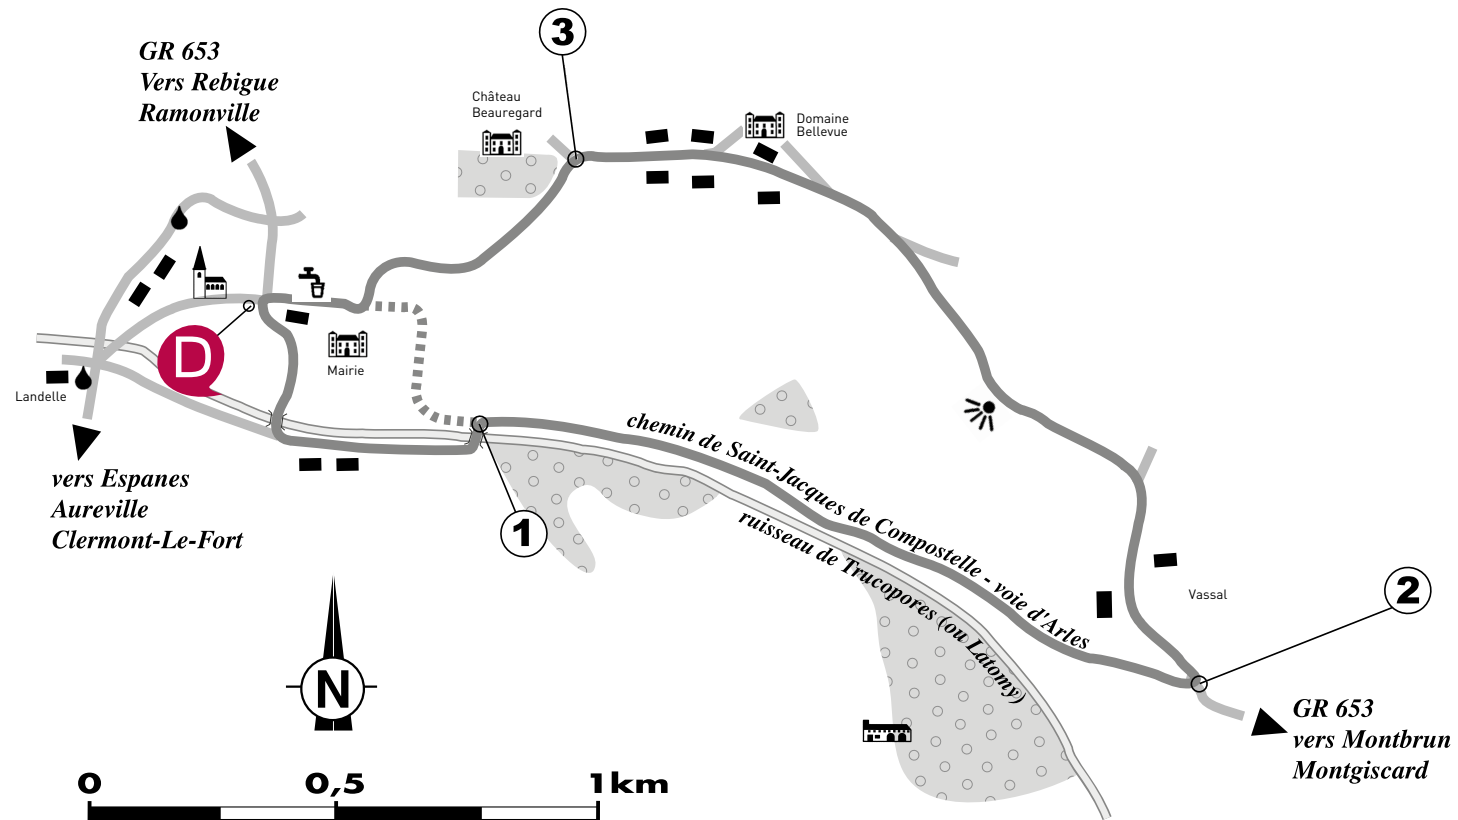 3
GR 653
Vers Rebigue
Ramonville
Château
Beauregard
Domaine
Bellevue
D
Mairie
Landelle
chemin de Saint-Jacques de Compostelle - voie d'Arles
ruisseau de Trucopores (ou Latomy)
vers Espanes
Aureville
Clermont-Le-Fort
1
Vassal
2
N
GR 653
vers Montbrun
Montgiscard
0 0,5 1km